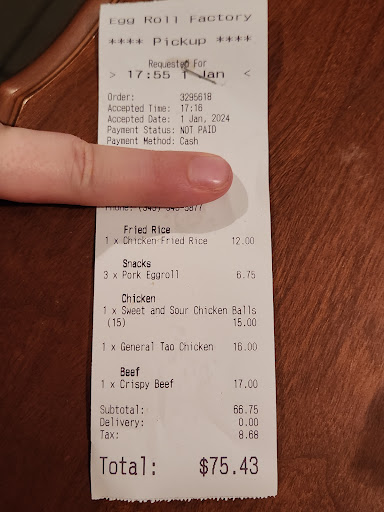 Egg Roll Factory
**** Pickup ****
Requested For
> 17:55 1 Jan <
Order: 3295618
Accepted Time: 17:16
Accepted Date: 1 Jan, 2024
Payment Status: NOT PAID
Payment Method: Cash
Fried Rice
1 x Chicken Fried Rice 12.00
Snacks
3 x Pork Eggroll 6.75
Chicken
1 x Sweet and Sour Chicken Balls
(15) 15.00
1 x General Tao Chicken 16.00
Beef
1 x Crispy Beef 17.00
Subtotal: 66.75
Delivery: 0.00
Tax: 8.68
Total: $75.43